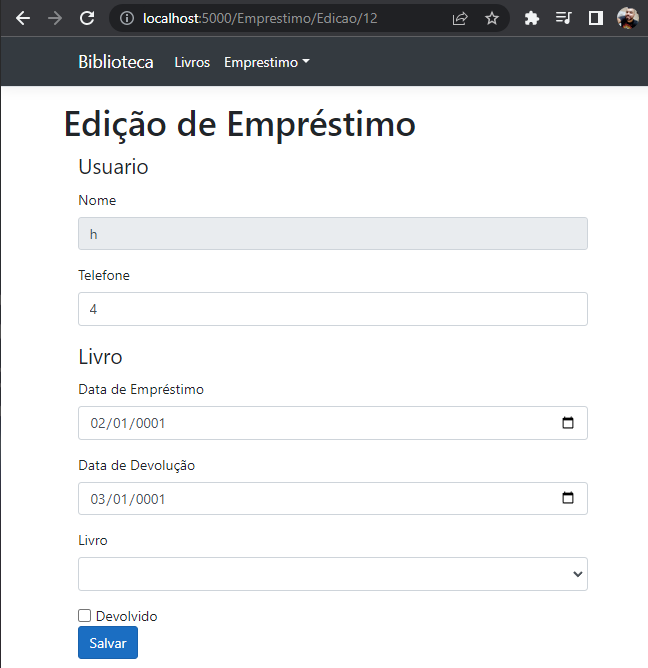 localhost:5000/Emprestimo/Edicao/12
Biblioteca Livros Emprestimo
Edição de Empréstimo
Usuario
Nome
h
Telefone
4
Livro
Data de Empréstimo
02/01/0001
Data de Devolução
03/01/0001
Livro
Devolvido
Salvar